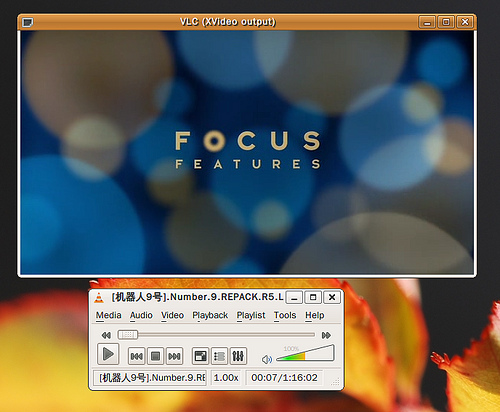 VLC (XVideo output)
FOCUS
FEATURES
[机器人9号].Number.9.REPACK.R5.L
Media Audio Video Playback Playlist Tools Help
100%
[机器人9号].Number.9.RE
1.00x
00:07/1:16:02